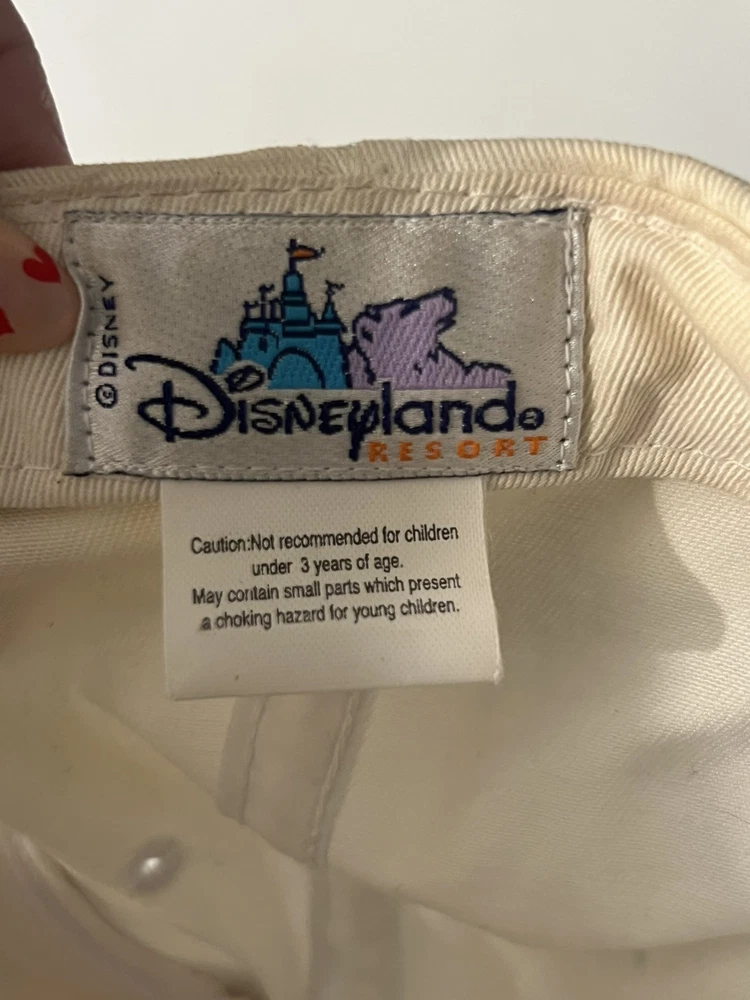 © DISNEY
Disneyland®
RESORT
Caution:Not recommended for children
under 3 years of age.
May contain small parts which present
a choking hazard for young children.